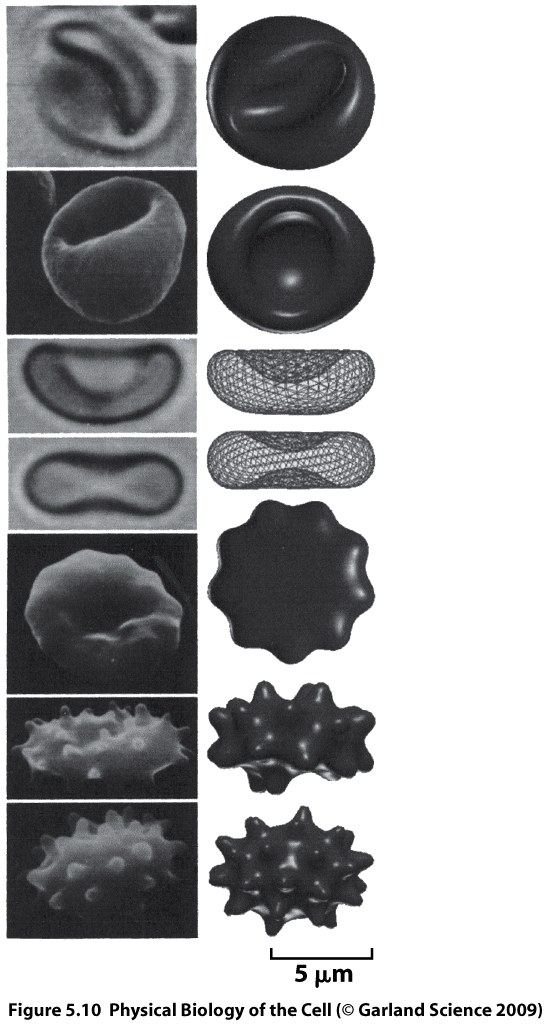 5 μm
Figure 5.10 Physical Biology of the Cell (© Garland Science 2009)